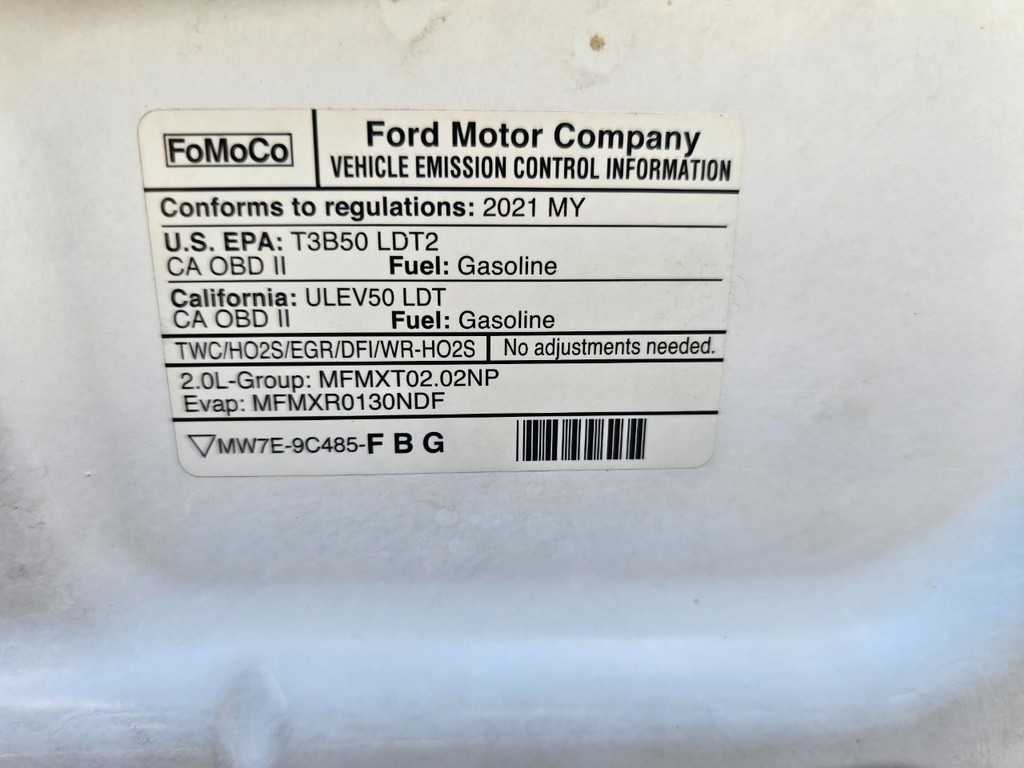 FoMoCo
Ford Motor Company
VEHICLE EMISSION CONTROL INFORMATION
Conforms to regulations: 2021 MY
U.S. EPA: T3B50 LDT2
CA OBD II Fuel: Gasoline
California: ULEV50 LDT
CA OBD II Fuel: Gasoline
TWC/HO2S/EGR/DFI/WR-HO2S No adjustments needed.
2.0L-Group: MFMXT02.02NP
Evap: MFMXR0130NDF
▽MW7E-9C485-F B G